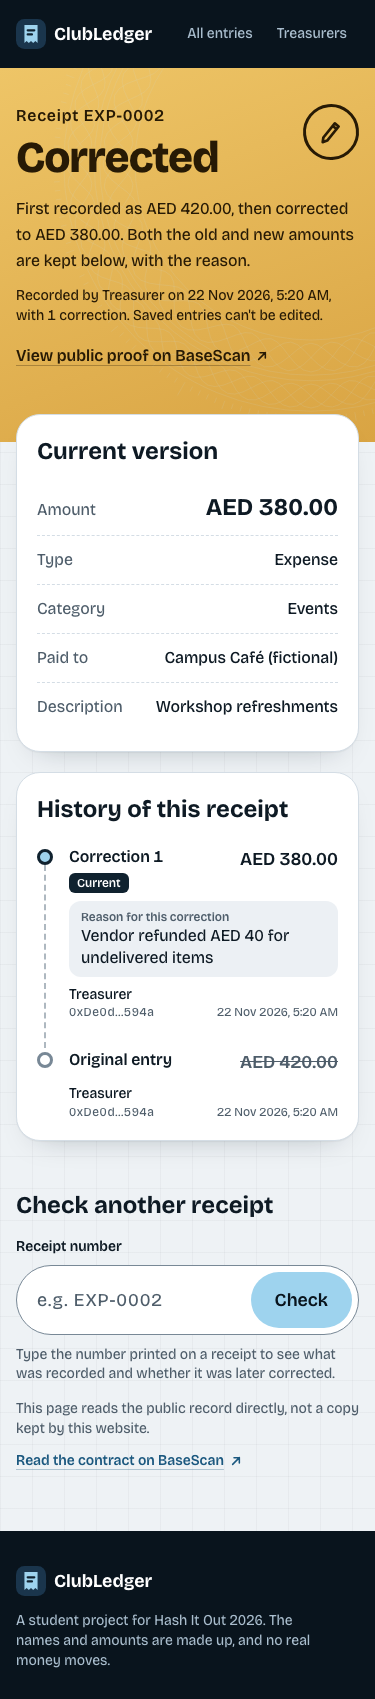 ClubLedger
All entries
Treasurers
Receipt EXP-0002
Corrected
First recorded as AED 420.00, then corrected
to AED 380.00. Both the old and new amounts
are kept below, with the reason.
Recorded by Treasurer on 22 Nov 2026, 5:20 AM,
with 1 correction. Saved entries can't be edited.
View public proof on BaseScan ↗
Current version
Amount AED 380.00
Type Expense
Category Events
Paid to Campus Café (fictional)
Description Workshop refreshments
History of this receipt
Correction 1 AED 380.00
Current
Reason for this correction
Vendor refunded AED 40 for
undelivered items
Treasurer
0xDe0d…594a 22 Nov 2026, 5:20 AM
Original entry AED 420.00
Treasurer
0xDe0d…594a 22 Nov 2026, 5:20 AM
Check another receipt
Receipt number
e.g. EXP-0002 Check
Type the number printed on a receipt to see what
was recorded and whether it was later corrected.
This page reads the public record directly, not a copy
kept by this website.
Read the contract on BaseScan ↗
ClubLedger
A student project for Hash It Out 2026. The
names and amounts are made up, and no real
money moves.